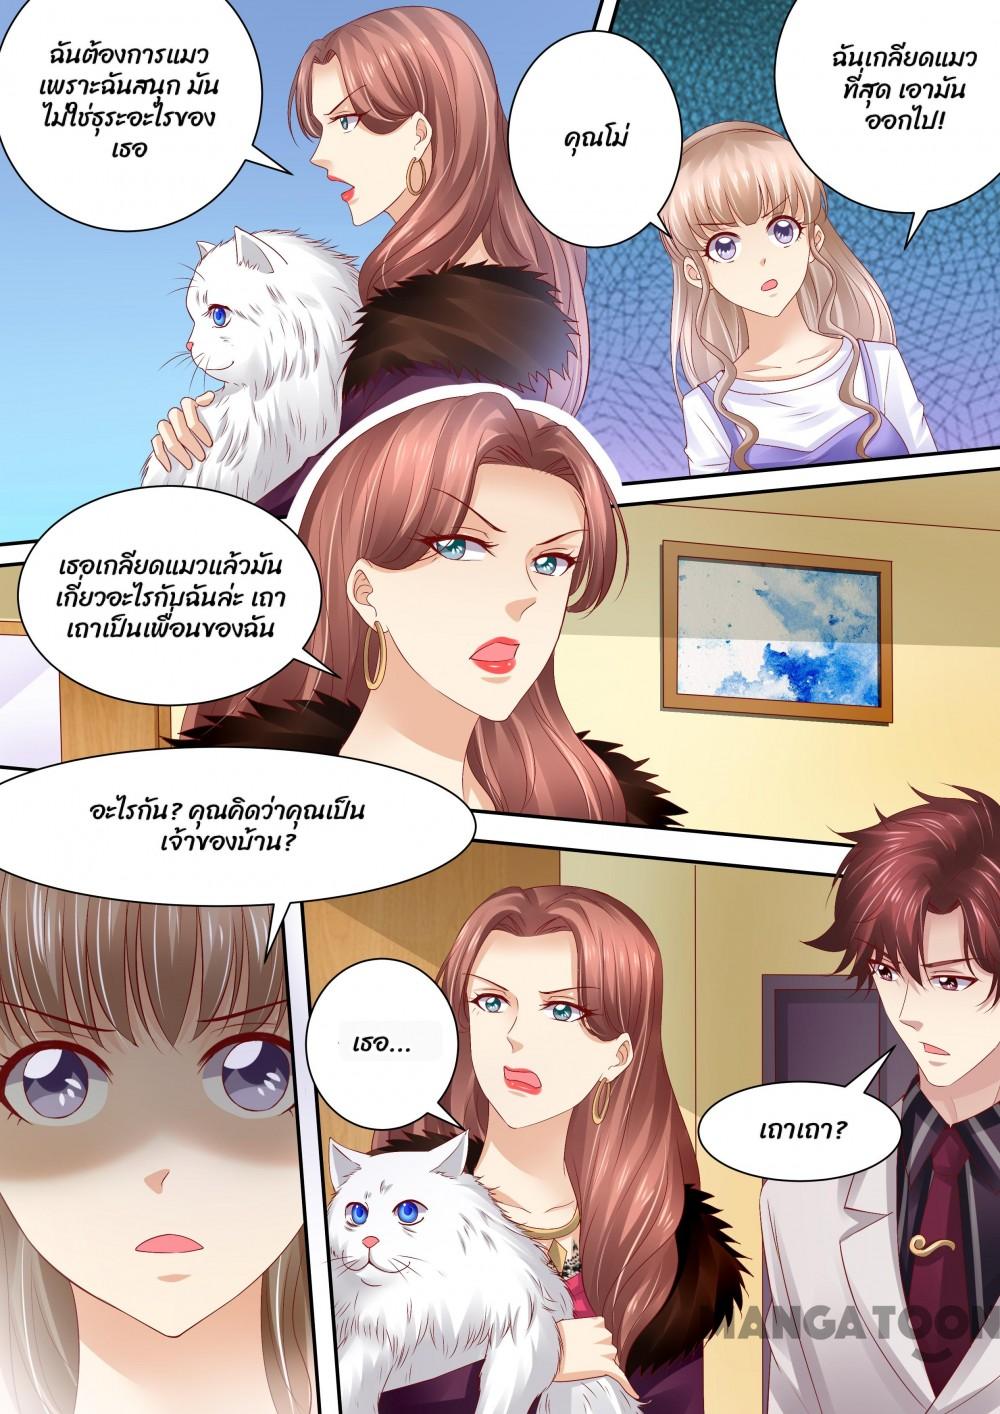 ฉันต้องการแมว
เพราะฉันสนุก มัน
ไม่ใช่ธุระอะไรของ
เธอ
คุณโม่
ฉันเกลียดแมว
ที่สุด เอามัน
ออกไป!
เธอเกลียดแมวแล้วมัน
เกี่ยวอะไรกับฉันล่ะ เถา
เถาเป็นเพื่อนของฉัน
อะไรกัน? คุณคิดว่าคุณเป็น
เจ้าของบ้าน?
เธอ...
เถาเถา?
MANGATOON